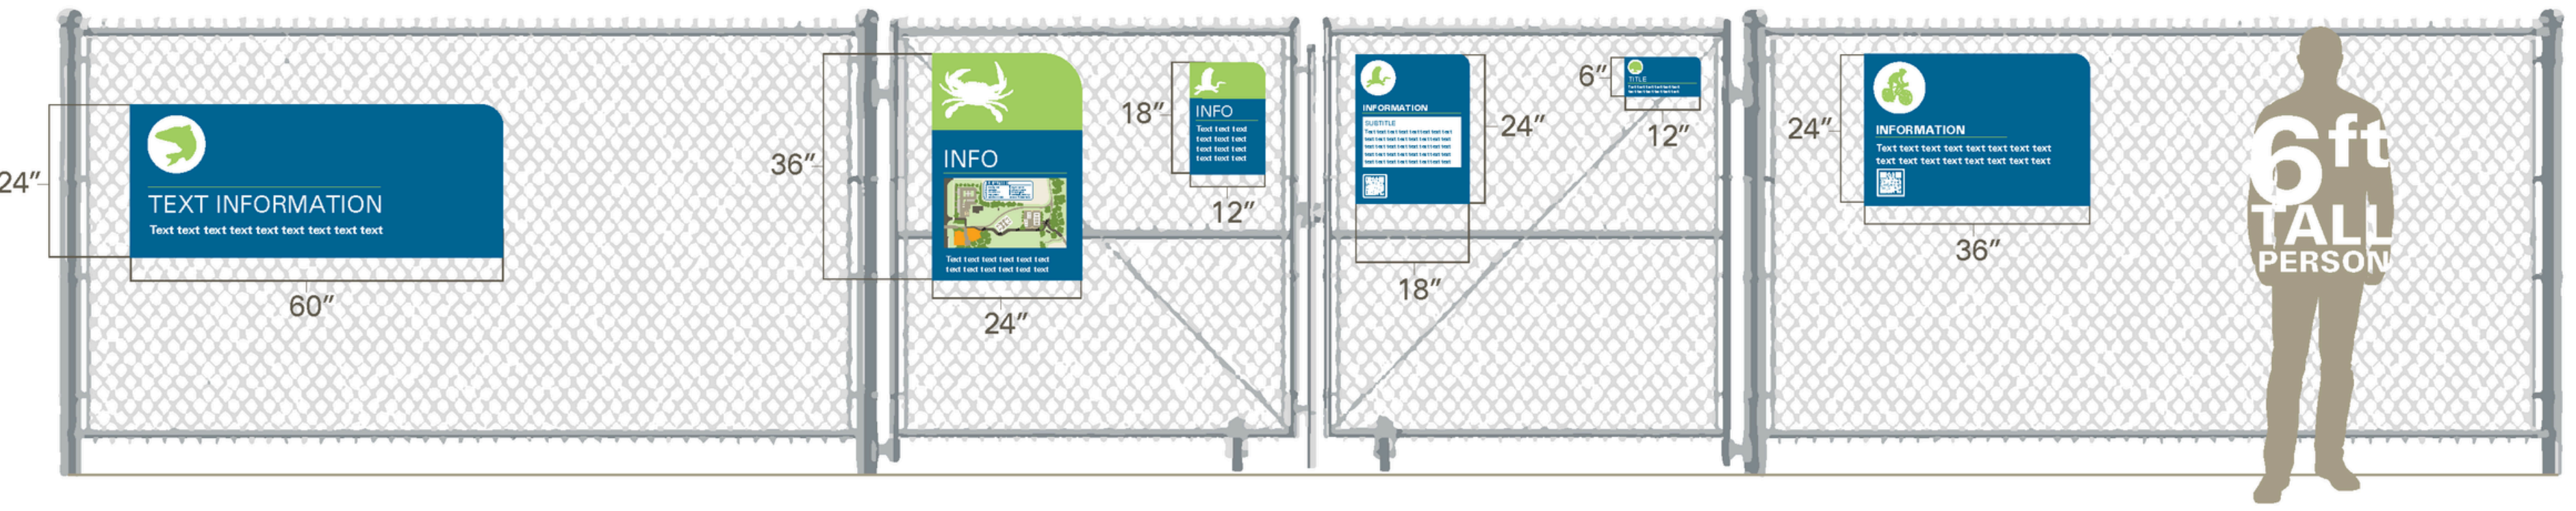 24”
TEXT INFORMATION
Text text text text text text text text text
60”
36”
INFO
Text text text text text text
text text text text text text
24”
18”
INFO
Text text text
text text text
text text text
text text text
12”
INFORMATION
SUBTITLE
24”
18”
6”
TITLE
12”
24”
INFORMATION
Text text text text text text text text
text text text text text text text text
36”
6ft
TALL
PERSON